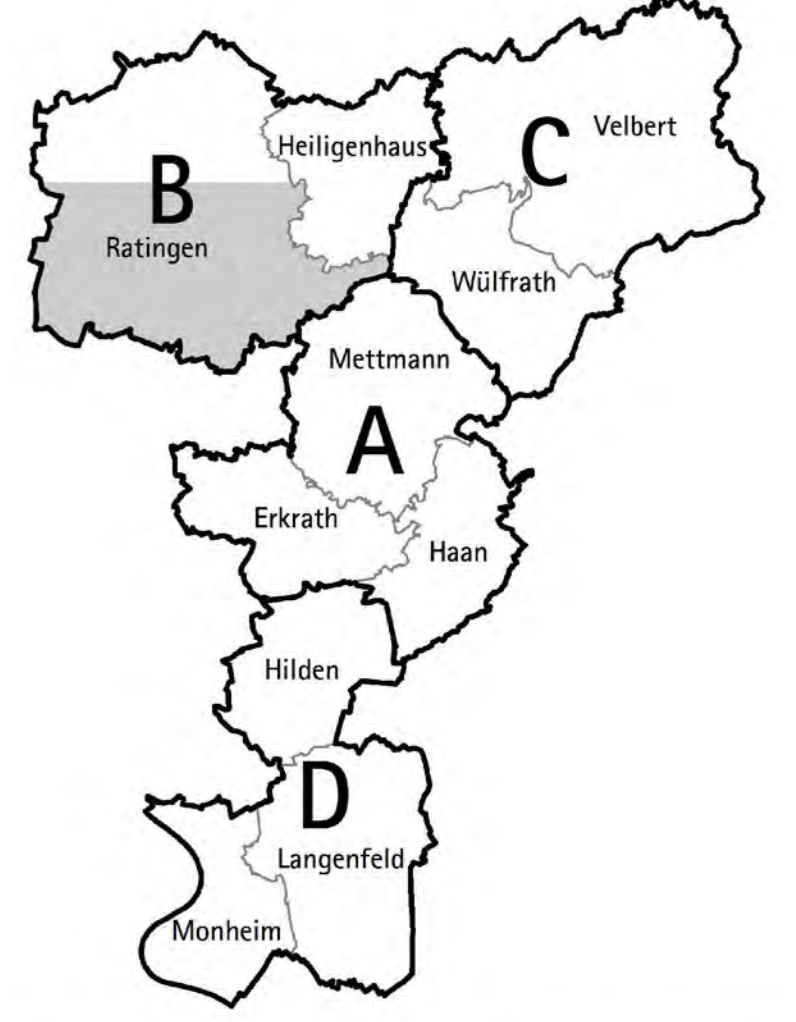 C
Velbert
Heiligenhaus
B
Ratingen
Wülfrath
Mettmann
A
Erkrath
Haan
Hilden
D
Langenfeld
Monheim